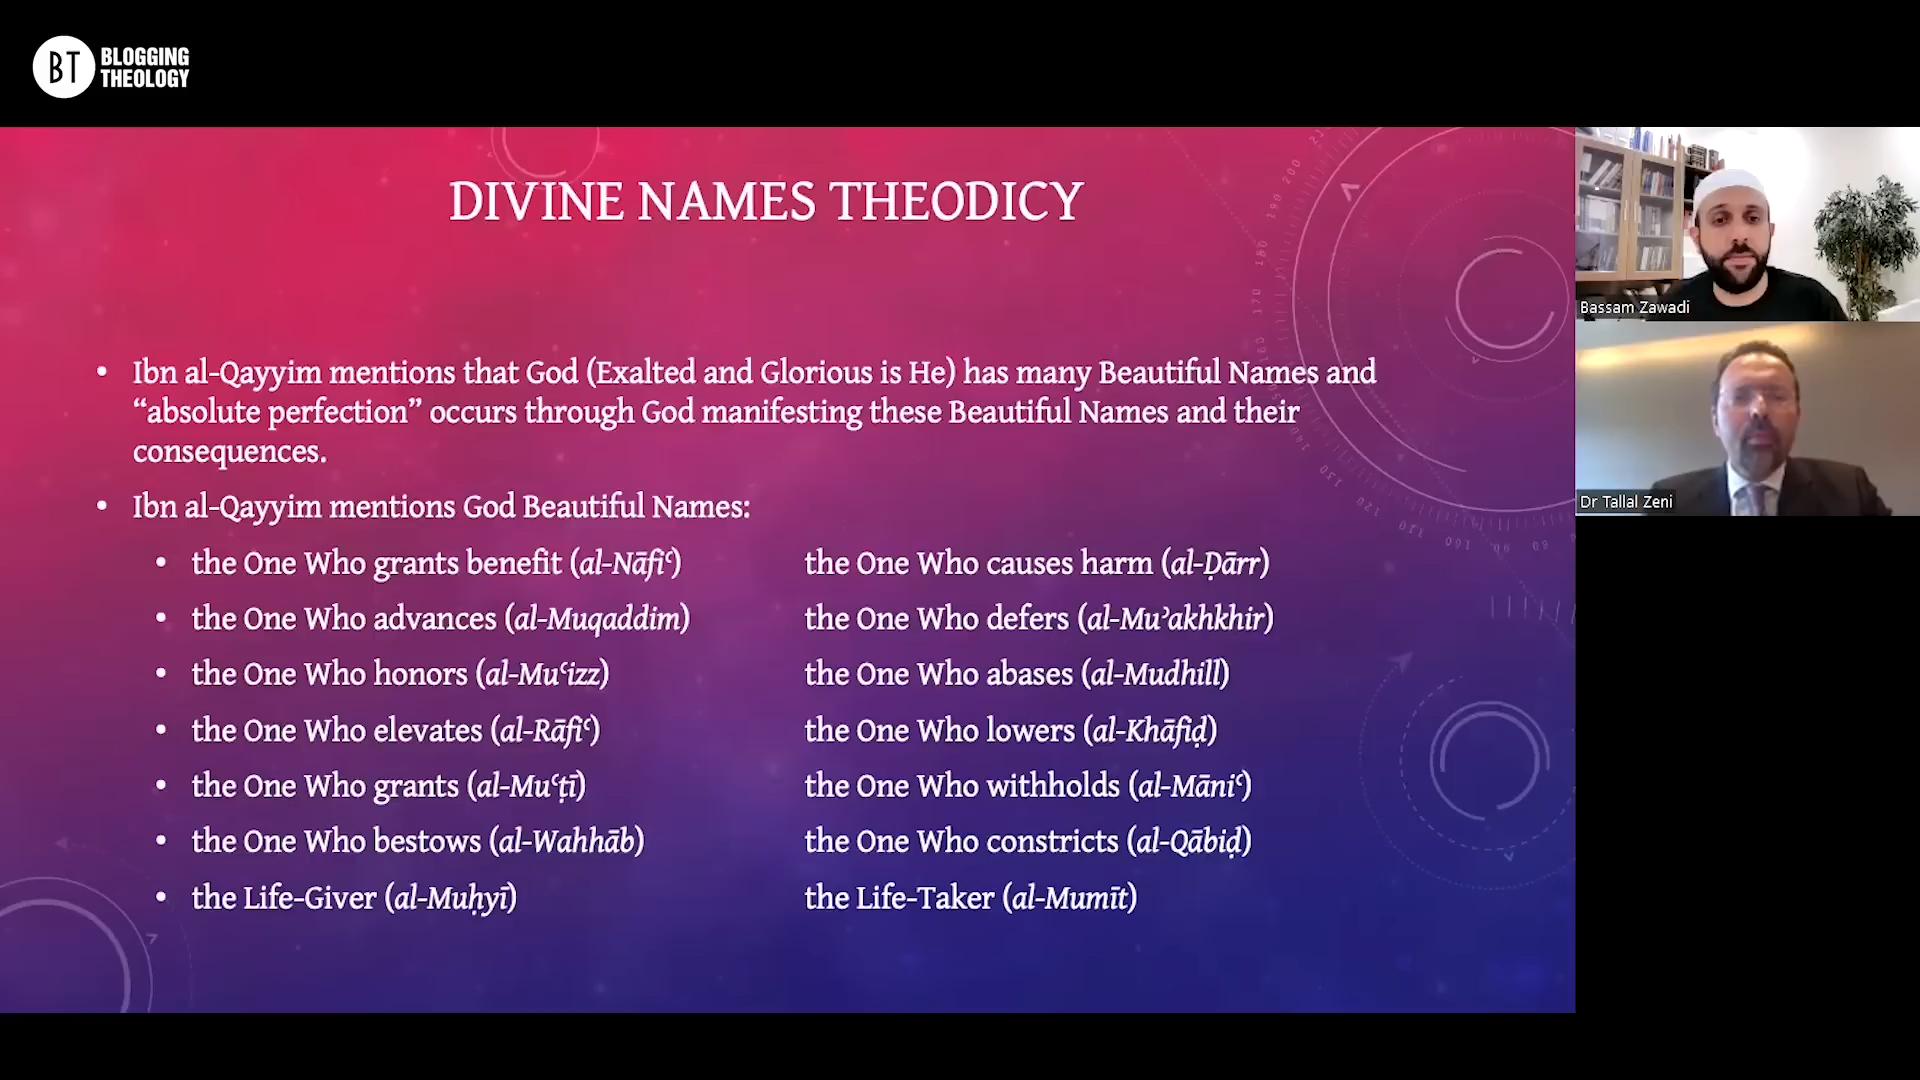 BT BLOGGING
THEOLOGY
DIVINE NAMES THEODICY
• Ibn al-Qayyim mentions that God (Exalted and Glorious is He) has many Beautiful Names and
“absolute perfection” occurs through God manifesting these Beautiful Names and their
consequences.
• Ibn al-Qayyim mentions God Beautiful Names:
• the One Who grants benefit (al-Nāfiʿ) the One Who causes harm (al-Ḍārr)
• the One Who advances (al-Muqaddim) the One Who defers (al-Muʾakhkhir)
• the One Who honors (al-Muʿizz) the One Who abases (al-Mudhill)
• the One Who elevates (al-Rāfiʿ) the One Who lowers (al-Khāfiḍ)
• the One Who grants (al-Muʿṭī) the One Who withholds (al-Māniʿ)
• the One Who bestows (al-Wahhāb) the One Who constricts (al-Qābiḍ)
• the Life-Giver (al-Muḥyī) the Life-Taker (al-Mumīt)
Bassam Zawadi
Dr Tallal Zeni